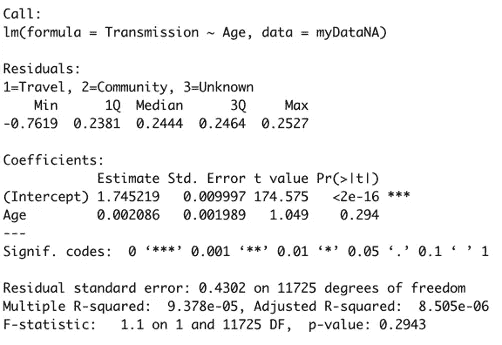 Call:
lm(formula = Transmission ~ Age, data = myDataNA)
Residuals:
1=Travel, 2=Community, 3=Unknown
Min 1Q Median 3Q Max
-0.7619 0.2381 0.2444 0.2464 0.2527
Coefficients:
Estimate Std. Error t value Pr(>|t|)
(Intercept) 1.745219 0.009997 174.575 <2e-16 ***
Age 0.002086 0.001989 1.049 0.294
---
Signif. codes: 0 ‘***’ 0.001 ‘**’ 0.01 ‘*’ 0.05 ‘.’ 0.1 ‘ ’ 1
Residual standard error: 0.4302 on 11725 degrees of freedom
Multiple R-squared: 9.378e-05, Adjusted R-squared: 8.505e-06
F-statistic: 1.1 on 1 and 11725 DF, p-value: 0.2943